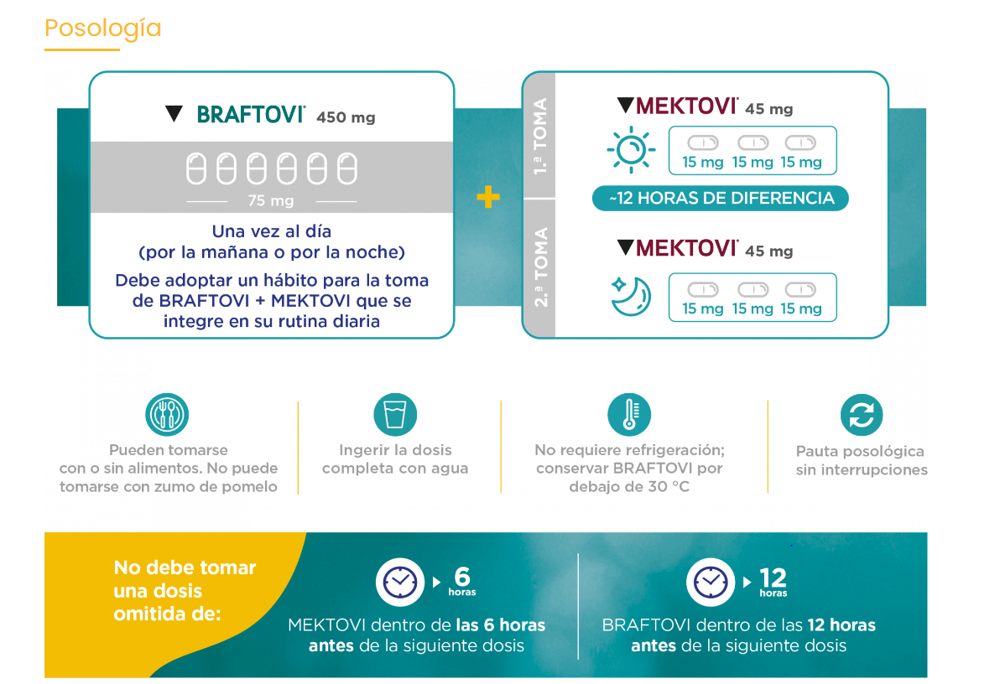 Posología
▼ BRAFTOVI® 450 mg
75 mg
Una vez al día
(por la mañana o por la noche)
Debe adoptar un hábito para la toma
de BRAFTOVI + MEKTOVI que se
integre en su rutina diaria
+
1.ª TOMA
▼MEKTOVI® 45 mg
15 mg 15 mg 15 mg
~12 HORAS DE DIFERENCIA
2.ª TOMA
▼MEKTOVI® 45 mg
15 mg 15 mg 15 mg
Pueden tomarse
con o sin alimentos. No puede
tomarse con zumo de pomelo
Ingerir la dosis
completa con agua
No requiere refrigeración;
conservar BRAFTOVI por
debajo de 30 °C
Pauta posológica
sin interrupciones
No debe tomar
una dosis
omitida de:
6
horas
MEKTOVI dentro de las 6 horas
antes de la siguiente dosis
12
horas
BRAFTOVI dentro de las 12 horas
antes de la siguiente dosis